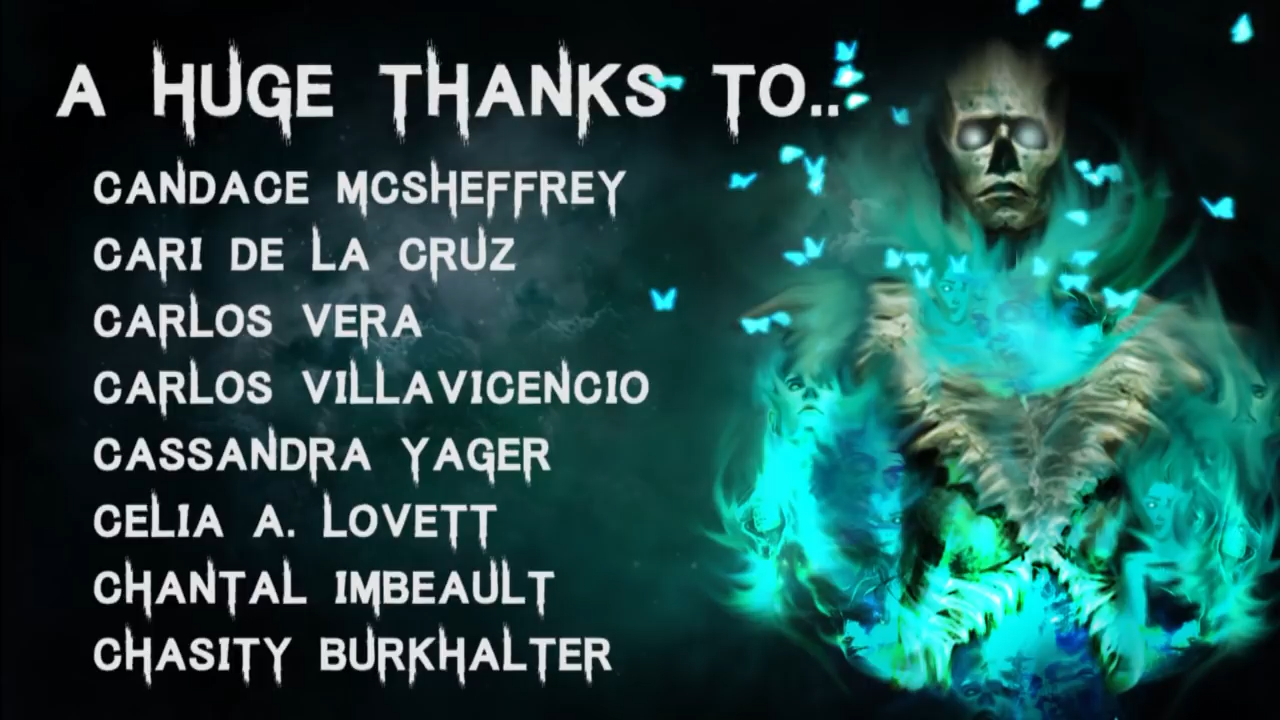 A HUGE THANKS TO..
CANDACE MCSHEFFREY
CARI DE LA CRUZ
CARLOS VERA
CARLOS VILLAVICENCIO
CASSANDRA YAGER
CELIA A. LOVETT
CHANTAL IMBEAULT
CHASITY BURKHALTER